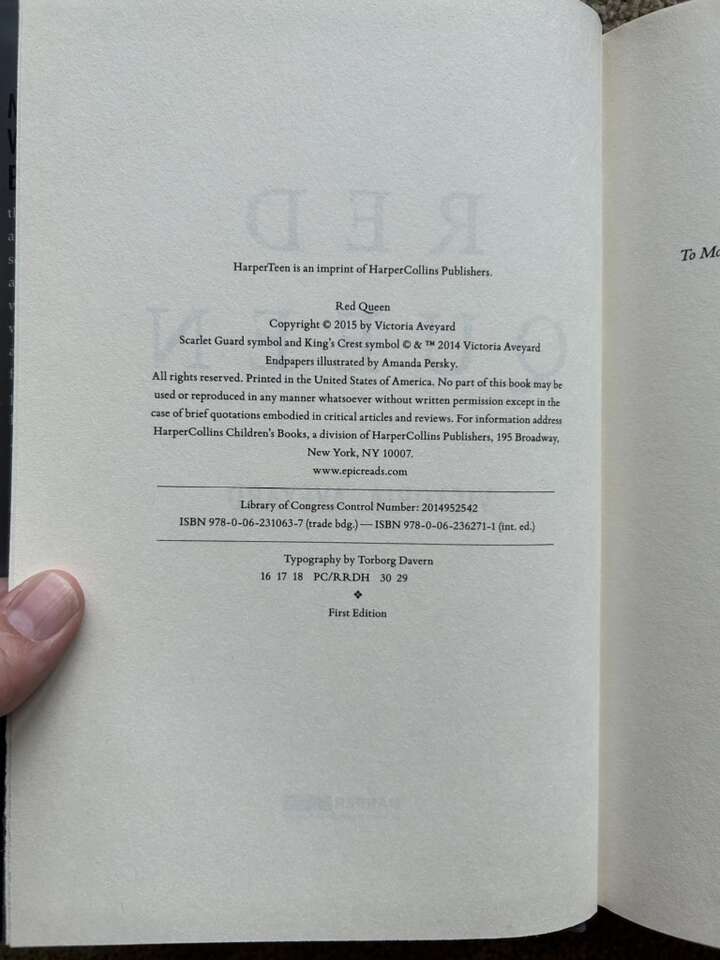 HarperTeen is an imprint of HarperCollins Publishers.
Red Queen
Copyright © 2015 by Victoria Aveyard
Scarlet Guard symbol and King's Crest symbol © & ™ 2014 Victoria Aveyard
Endpapers illustrated by Amanda Persky.
All rights reserved. Printed in the United States of America. No part of this book may be
used or reproduced in any manner whatsoever without written permission except in the
case of brief quotations embodied in critical articles and reviews. For information address
HarperCollins Children's Books, a division of HarperCollins Publishers, 195 Broadway,
New York, NY 10007.
www.epicreads.com
Library of Congress Control Number: 2014952542
ISBN 978-0-06-231063-7 (trade bdg.) — ISBN 978-0-06-236271-1 (int. ed.)
Typography by Torborg Davern
16 17 18 PC/RRDH 30 29
❖
First Edition
To